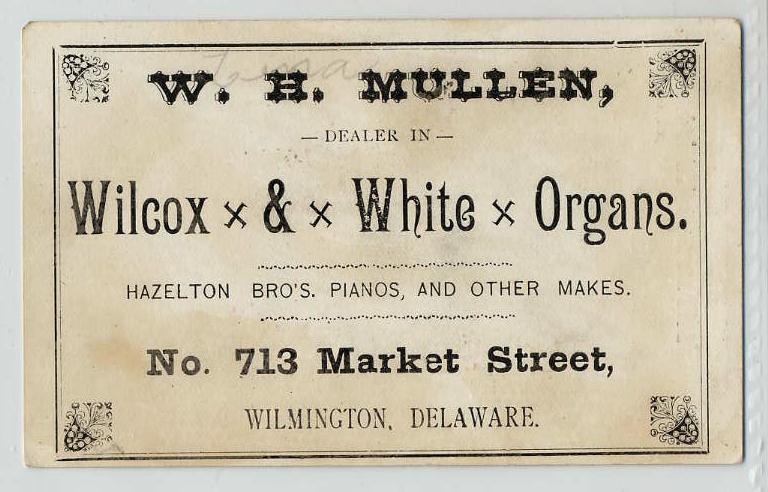 W. H. MULLEN,
— DEALER IN —
Wilcox × & × White × Organs.
HAZELTON BRO'S. PIANOS, AND OTHER MAKES.
No. 713 Market Street,
WILMINGTON, DELAWARE.